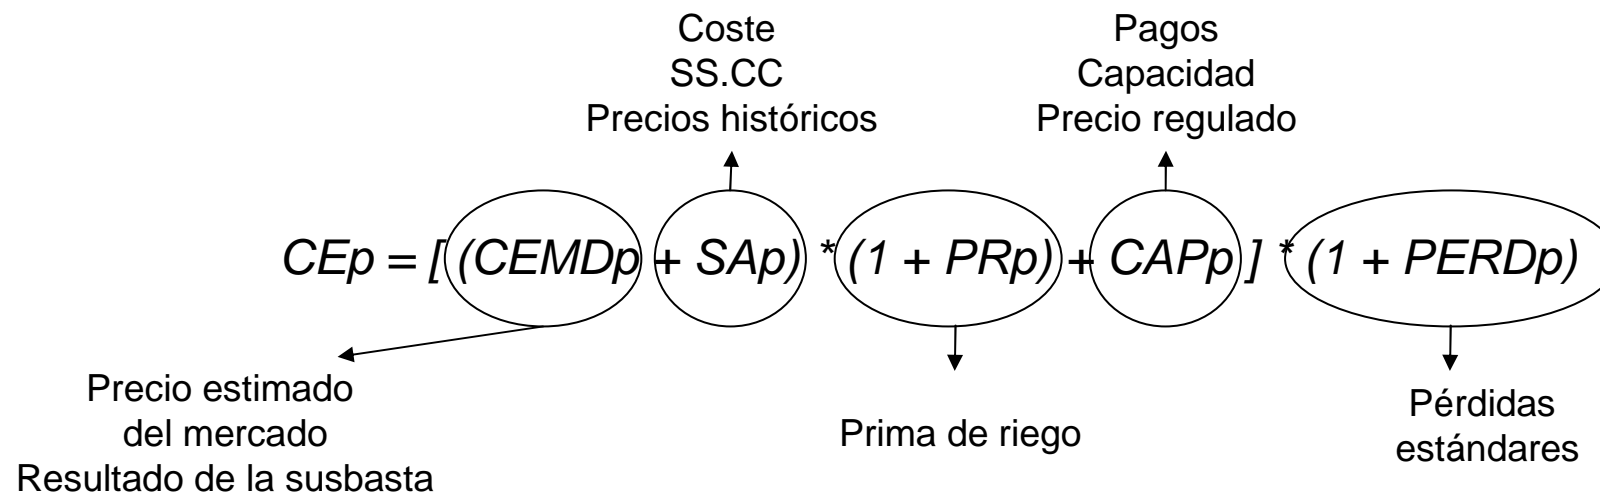 Coste
SS.CC
Precios históricos
Pagos
Capacidad
Precio regulado
CEp = [ (CEMDp + SAp) * (1 + PRp) + CAPp ] * (1 + PERDp)
Precio estimado
del mercado
Resultado de la susbasta
Prima de riego
Pérdidas
estándares